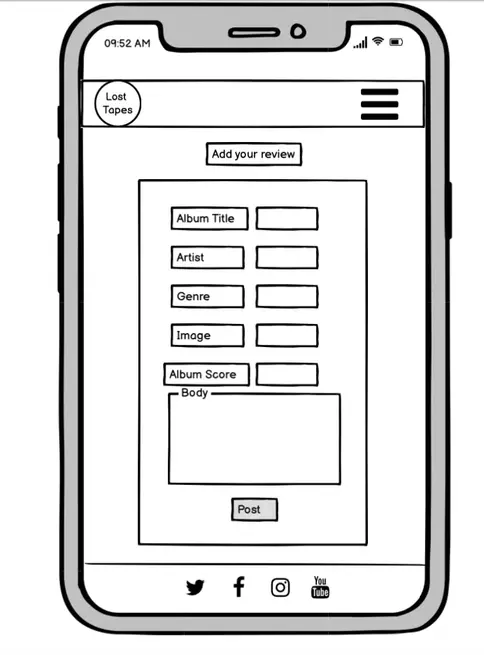 09:52 AM
Lost
Tapes
Add your review
Album Title
Artist
Genre
Image
Album Score
Body
Post
You
Tube